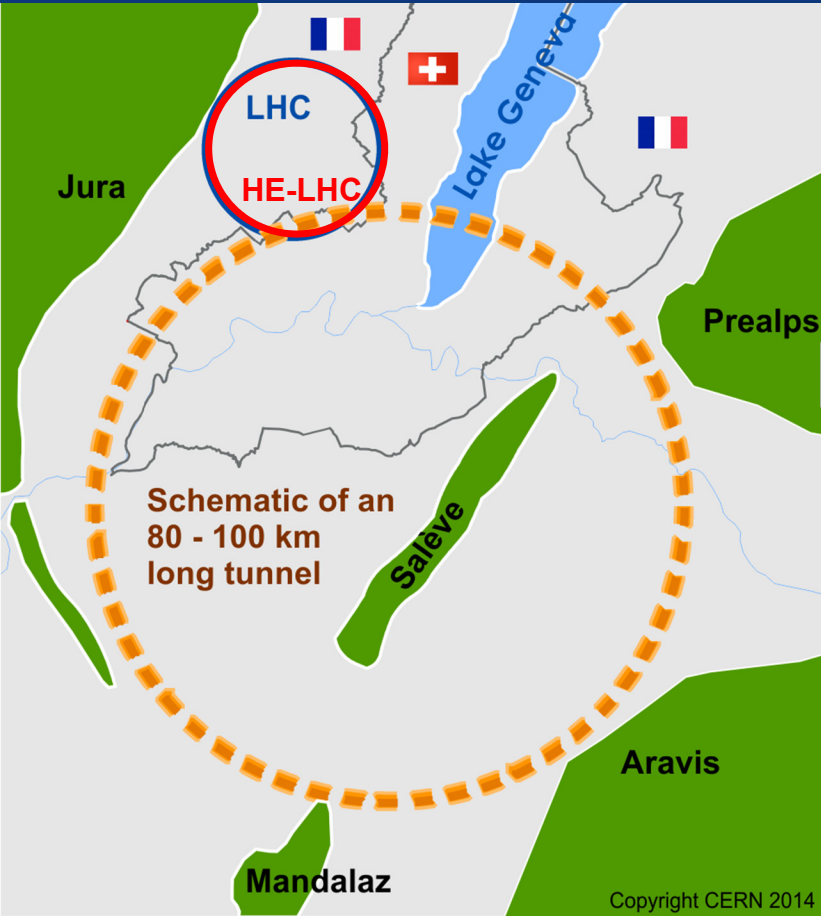 Lake Geneva
LHC
HE-LHC
Jura
Prealps
Schematic of an
80 - 100 km
long tunnel
Salève
Aravis
Mandalaz
Copyright CERN 2014